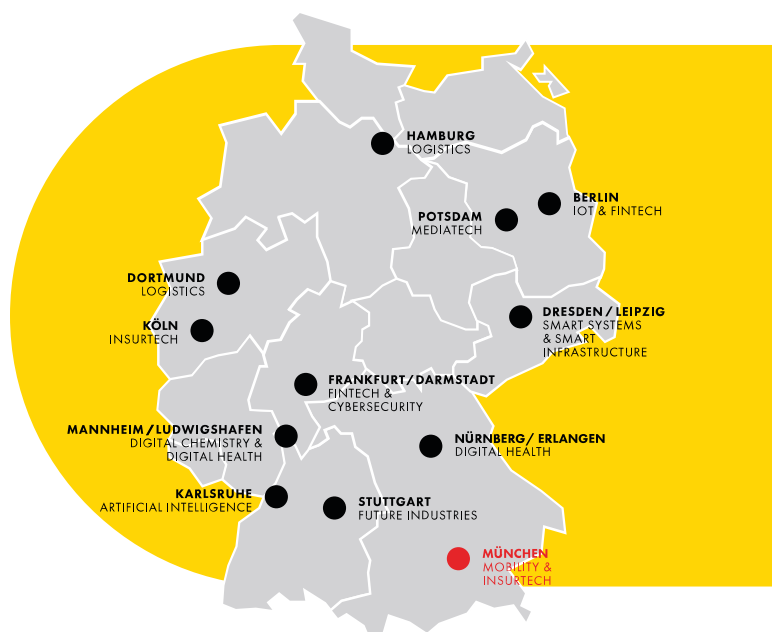 HAMBURG
LOGISTICS
BERLIN
IOT & FINTECH
POTSDAM
MEDIATECH
DORTMUND
LOGISTICS
KÖLN
INSURTECH
DRESDEN / LEIPZIG
SMART SYSTEMS
& SMART
INFRASTRUCTURE
FRANKFURT/DARMSTADT
FINTECH &
CYBERSECURITY
MANNHEIM/LUDWIGSHAFEN
DIGITAL CHEMISTRY &
DIGITAL HEALTH
NÜRNBERG/ ERLANGEN
DIGITAL HEALTH
KARLSRUHE
ARTIFICIAL INTELLIGENCE
STUTTGART
FUTURE INDUSTRIES
MÜNCHEN
MOBILITY &
INSURTECH